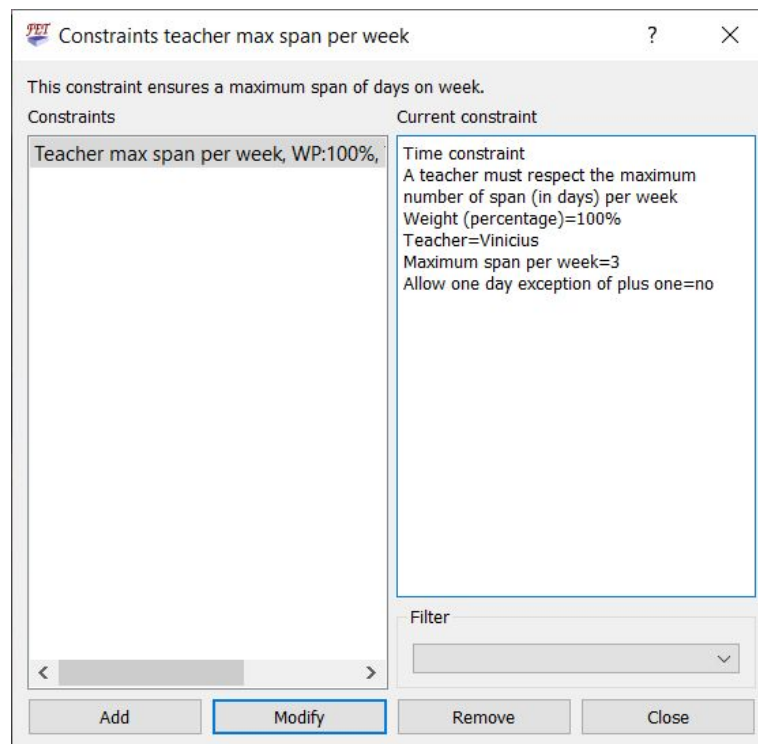 FET
Constraints teacher max span per week
?
This constraint ensures a maximum span of days on week.
Constraints
Current constraint
Teacher max span per week, WP:100%,
Time constraint
A teacher must respect the maximum
number of span (in days) per week
Weight (percentage)=100%
Teacher=Vinicius
Maximum span per week=3
Allow one day exception of plus one=no
Filter
Add
Modify
Remove
Close